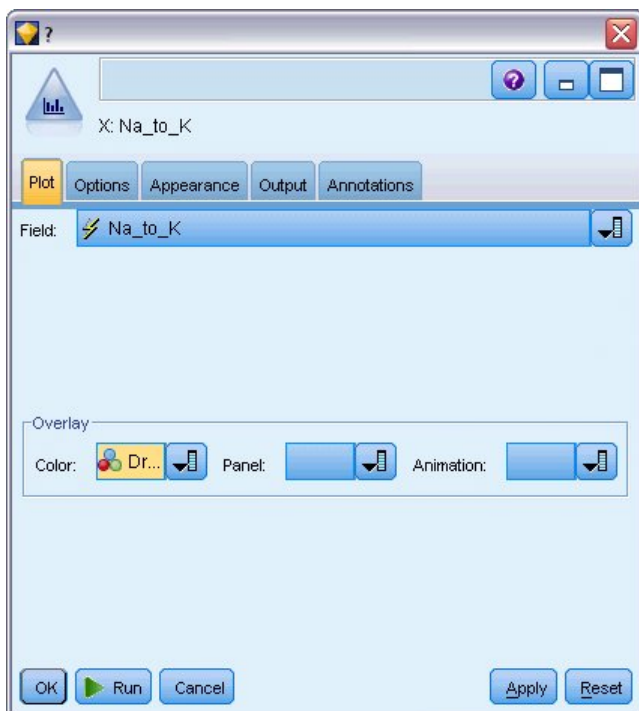 ?
X: Na_to_K
Plot Options Appearance Output Annotations
Field: Na_to_K
Overlay
Color: Dr... Panel: Animation:
OK Run Cancel Apply Reset